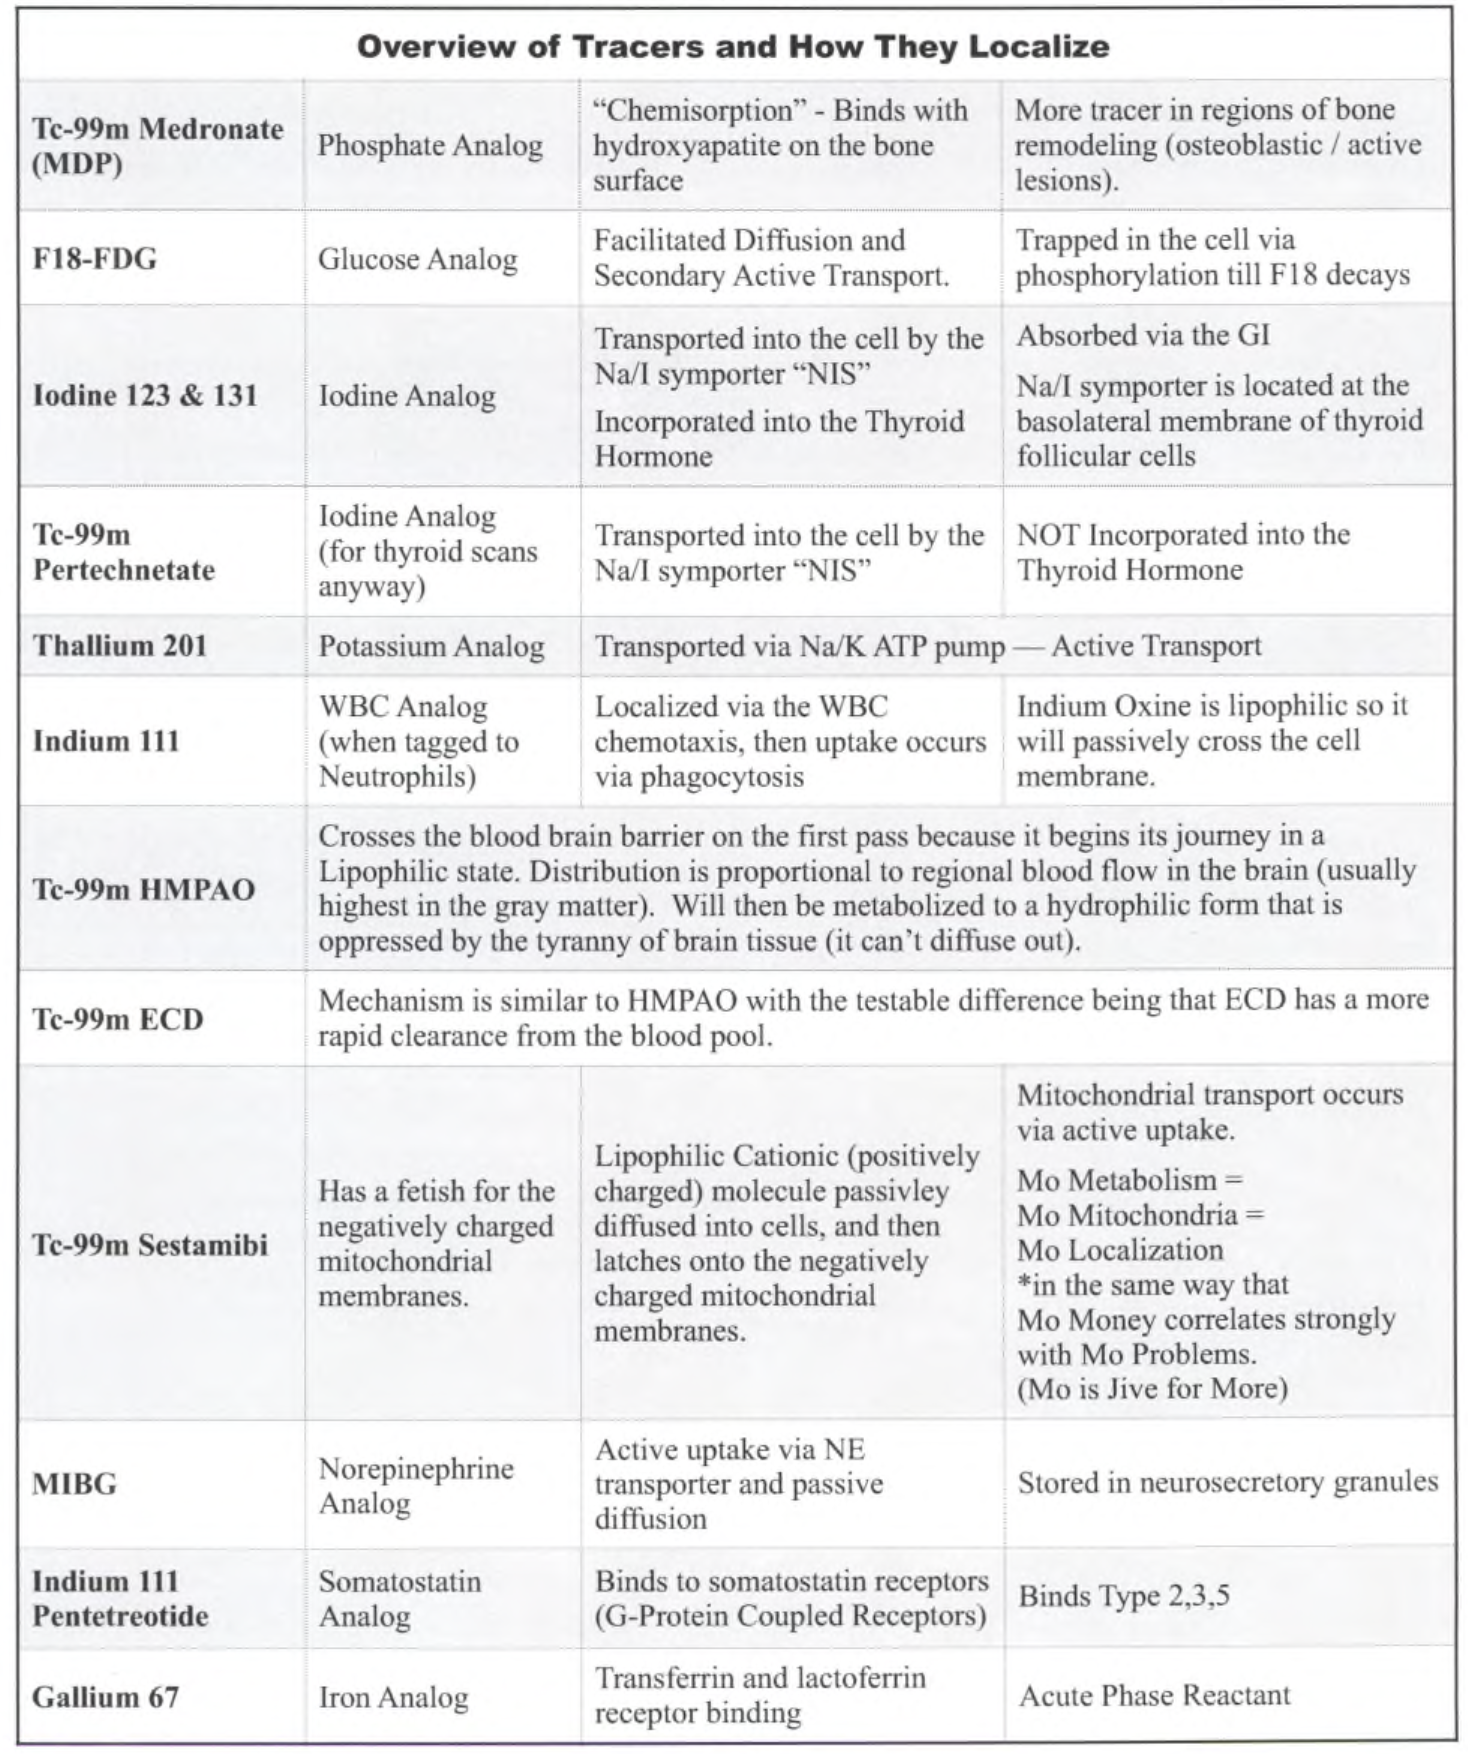 Overview of Tracers and How They Localize
Tc-99m Medronate
(MDP)
Phosphate Analog
“Chemisorption” - Binds with
hydroxyapatite on the bone
surface
More tracer in regions of bone
remodeling (osteoblastic / active
lesions).
F18-FDG
Glucose Analog
Facilitated Diffusion and
Secondary Active Transport.
Trapped in the cell via
phosphorylation till F18 decays
Iodine 123 & 131
Iodine Analog
Transported into the cell by the
Na/I symporter “NIS”
Incorporated into the Thyroid
Hormone
Absorbed via the GI
Na/I symporter is located at the
basolateral membrane of thyroid
follicular cells
Tc-99m
Pertechnetate
Iodine Analog
(for thyroid scans
anyway)
Transported into the cell by the
Na/I symporter “NIS”
NOT Incorporated into the
Thyroid Hormone
Thallium 201
Potassium Analog
Transported via Na/K ATP pump — Active Transport
Indium 111
WBC Analog
(when tagged to
Neutrophils)
Localized via the WBC
chemotaxis, then uptake occurs
via phagocytosis
Indium Oxine is lipophilic so it
will passively cross the cell
membrane.
Tc-99m HMPAO
Crosses the blood brain barrier on the first pass because it begins its journey in a
Lipophilic state. Distribution is proportional to regional blood flow in the brain (usually
highest in the gray matter). Will then be metabolized to a hydrophilic form that is
oppressed by the tyranny of brain tissue (it can’t diffuse out).
Tc-99m ECD
Mechanism is similar to HMPAO with the testable difference being that ECD has a more
rapid clearance from the blood pool.
Tc-99m Sestamibi
Has a fetish for the
negatively charged
mitochondrial
membranes.
Lipophilic Cationic (positively
charged) molecule passivley
diffused into cells, and then
latches onto the negatively
charged mitochondrial
membranes.
Mitochondrial transport occurs
via active uptake.
Mo Metabolism =
Mo Mitochondria =
Mo Localization
*in the same way that
Mo Money correlates strongly
with Mo Problems.
(Mo is Jive for More)
MIBG
Norepinephrine
Analog
Active uptake via NE
transporter and passive
diffusion
Stored in neurosecretory granules
Indium 111
Pentetreotide
Somatostatin
Analog
Binds to somatostatin receptors
(G-Protein Coupled Receptors)
Binds Type 2,3,5
Gallium 67
Iron Analog
Transferrin and lactoferrin
receptor binding
Acute Phase Reactant